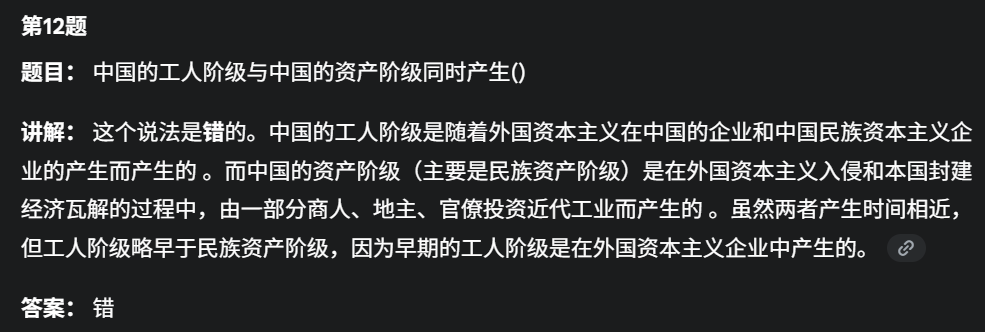 第12题
题目： 中国的工人阶级与中国的资产阶级同时产生()
讲解： 这个说法是错的。中国的工人阶级是随着外国资本主义在中国的企业和中国民族资本主义企
业的产生而产生的 。而中国的资产阶级（主要是民族资产阶级）是在外国资本主义入侵和本国封建
经济瓦解的过程中，由一部分商人、地主、官僚投资近代工业而产生的 。虽然两者产生时间相近，
但工人阶级略早于民族资产阶级，因为早期的工人阶级是在外国资本主义企业中产生的。
答案： 错